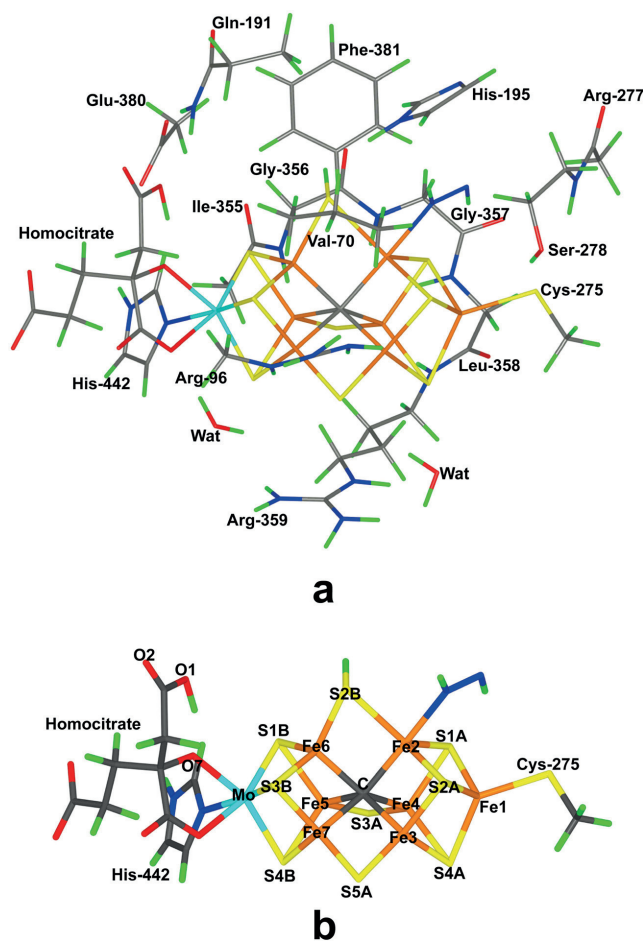 Gln-191
Phe-381
Glu-380
His-195
Arg-277
Gly-356
Ile-355
Gly-357
Homocitrate
Val-70
Ser-278
Cys-275
His-442
Arg-96
Leu-358
Wat
Wat
Arg-359
a
O2
O1
S2B
Homocitrate
S1B
Fe6
Fe2
S1A
Cys-275
O7
Mo
S3B
C
S2A
Fe5
Fe4
Fe1
S3A
Fe7
Fe3
His-442
S4B
S5A
S4A
b